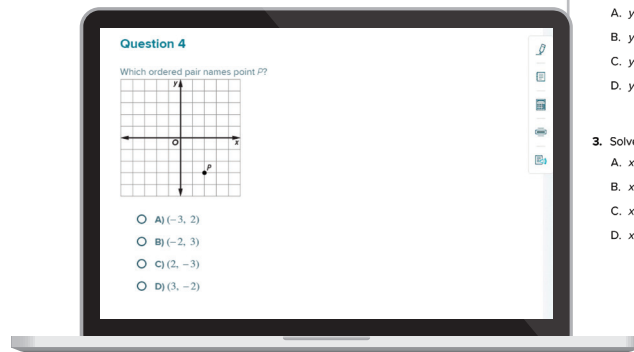 Question 4
Which ordered pair names point P?
y
O
x
P
A) (−3, 2)
B) (−2, 3)
C) (2, −3)
D) (3, −2)
A. y
B. y
C. y
D. y
3. Solve
A. x
B. x
C. x
D. x